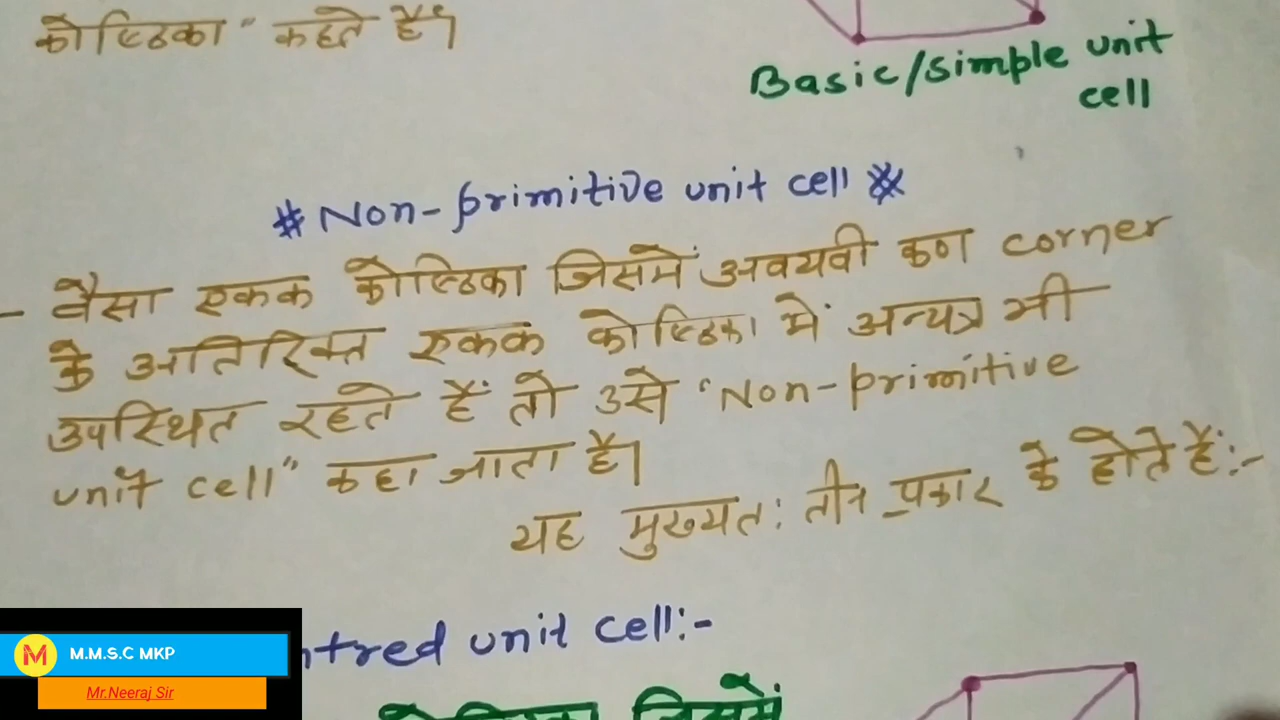 कोष्ठिका" कहते हैं।
Basic/simple unit
cell
# Non-primitive unit cell #
- वैसा एकक कोष्ठिका जिसमें अवयवी कण corner
के अतिरिक्त एकक कोष्ठिका में अन्यत्र भी
उपस्थित रहते हैं तो उसे "Non-primitive
unit cell" कहा जाता है।
यह मुख्यत: तीन प्रकार के होते हैं:-
ntred unit cell:-
कोष्ठिका जिसमें
M M.M.S.C MKP
Mr.Neeraj Sir